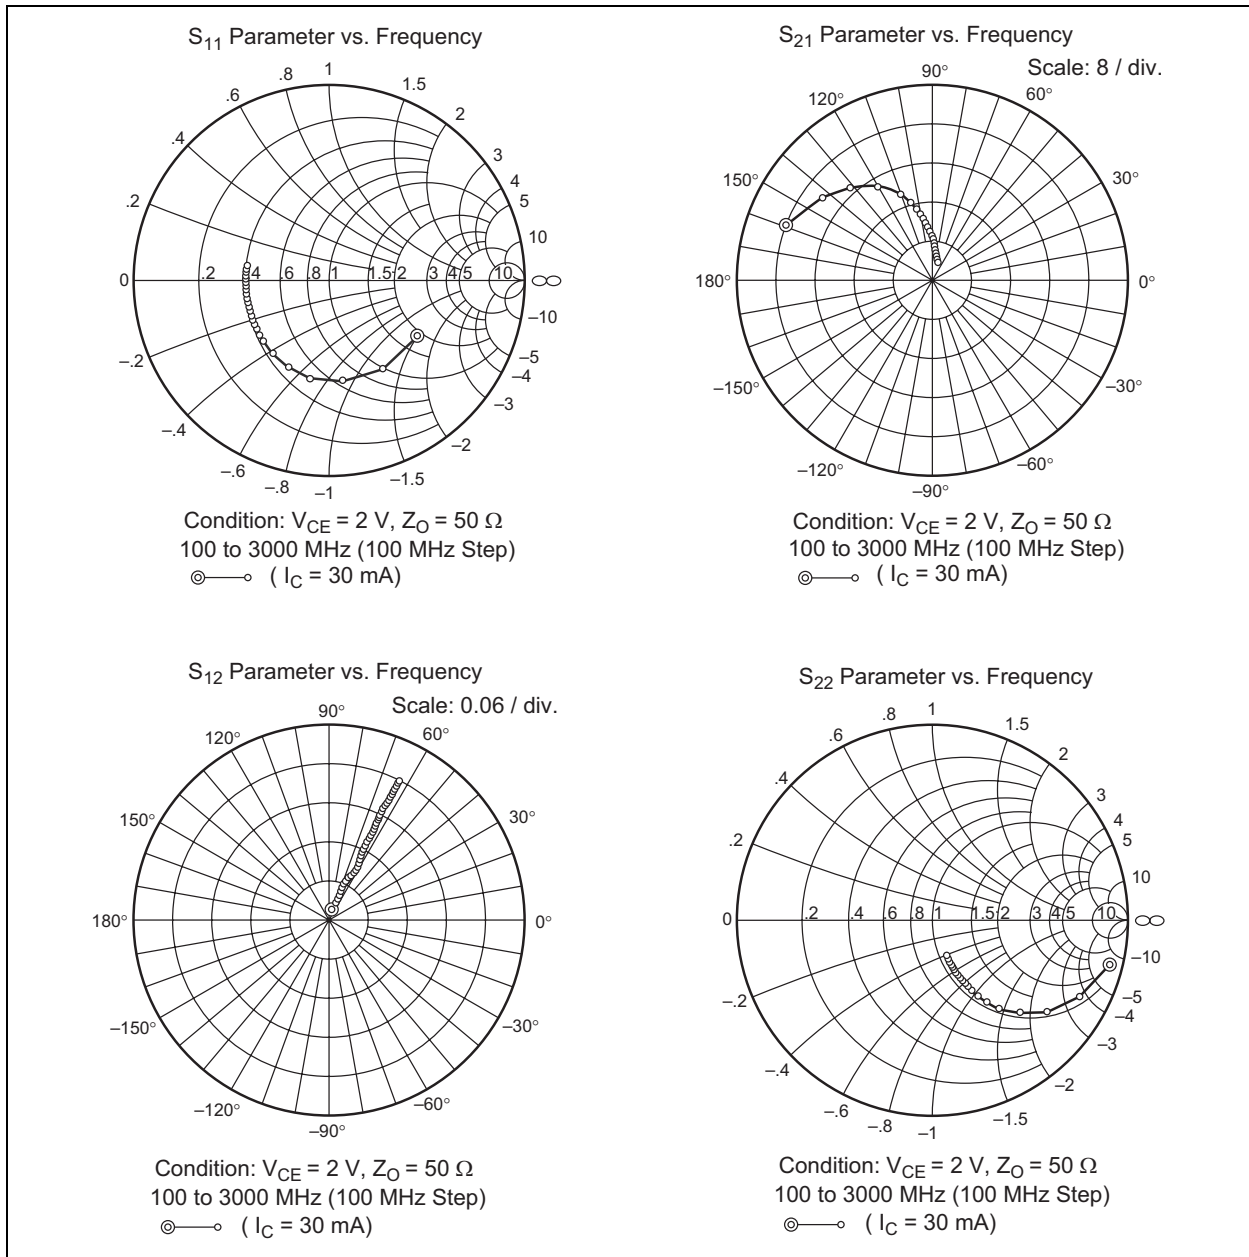 S11 Parameter vs. Frequency
.8 1 1.5
.6 2
.4 3
4
.2 5
10
0 .2 .4 .6 .8 1 1.5 2 3 4 5 10 ∞
–10
–.2 –5
–4
–.4 –3
–.6 –2
–.8 –1 –1.5
Condition: VCE = 2 V, ZO = 50 Ω
100 to 3000 MHz (100 MHz Step)
( IC = 30 mA)
S21 Parameter vs. Frequency
Scale: 8 / div.
90°
120° 60°
150° 30°
180° 0°
–150° –30°
–120° –60°
–90°
Condition: VCE = 2 V, ZO = 50 Ω
100 to 3000 MHz (100 MHz Step)
( IC = 30 mA)
S12 Parameter vs. Frequency
Scale: 0.06 / div.
90°
120° 60°
150° 30°
180° 0°
–150° –30°
–120° –60°
–90°
Condition: VCE = 2 V, ZO = 50 Ω
100 to 3000 MHz (100 MHz Step)
( IC = 30 mA)
S22 Parameter vs. Frequency
.8 1 1.5
.6 2
.4 3
4
.2 5
10
0 .2 .4 .6 .8 1 1.5 2 3 4 5 10 ∞
–10
–.2 –5
–4
–.4 –3
–.6 –2
–.8 –1 –1.5
Condition: VCE = 2 V, ZO = 50 Ω
100 to 3000 MHz (100 MHz Step)
( IC = 30 mA)